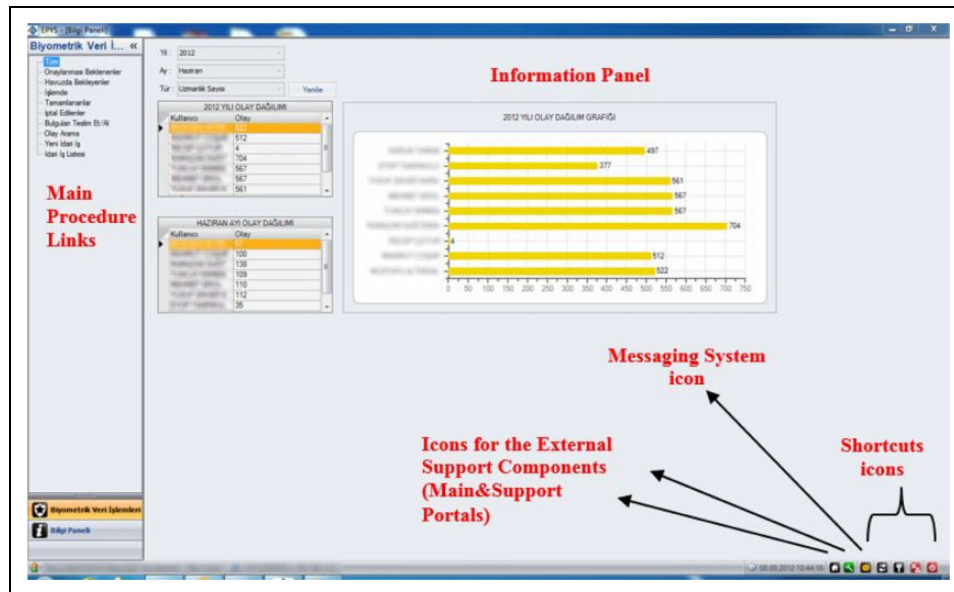 EPYS - [Bilgi Paneli]
Biyometrik Veri İ... «
Tüm
Onaylanması Beklenenler
Havuzda Bekleyenler
İşlemde
Tamamlananlar
İptal Edilenler
Bulguları Teslim Et/Al
Olay Arama
Yeni İdari İş
İdari İş Listesi
Main
Procedure
Links
Biyometrik Veri İşlemleri
Bilgi Paneli
Yıl : 2012
Ay : Haziran
Tür : Uzmanlık Sayısı
Yenile
Information Panel
2012 YILI OLAY DAĞILIMI
Kullanıcı Olay
522
512
4
704
567
567
561
HAZİRAN AYI OLAY DAĞILIMI
Kullanıcı Olay
100
138
109
110
112
35
2012 YILI OLAY DAĞILIM GRAFİĞİ
497
377
561
567
567
704
4
512
522
0 50 100 150 200 250 300 350 400 450 500 550 600 650 700 750
Messaging System
icon
Icons for the External
Support Components
(Main&Support
Portals)
Shortcuts
icons
08.08.2012 10:44:16